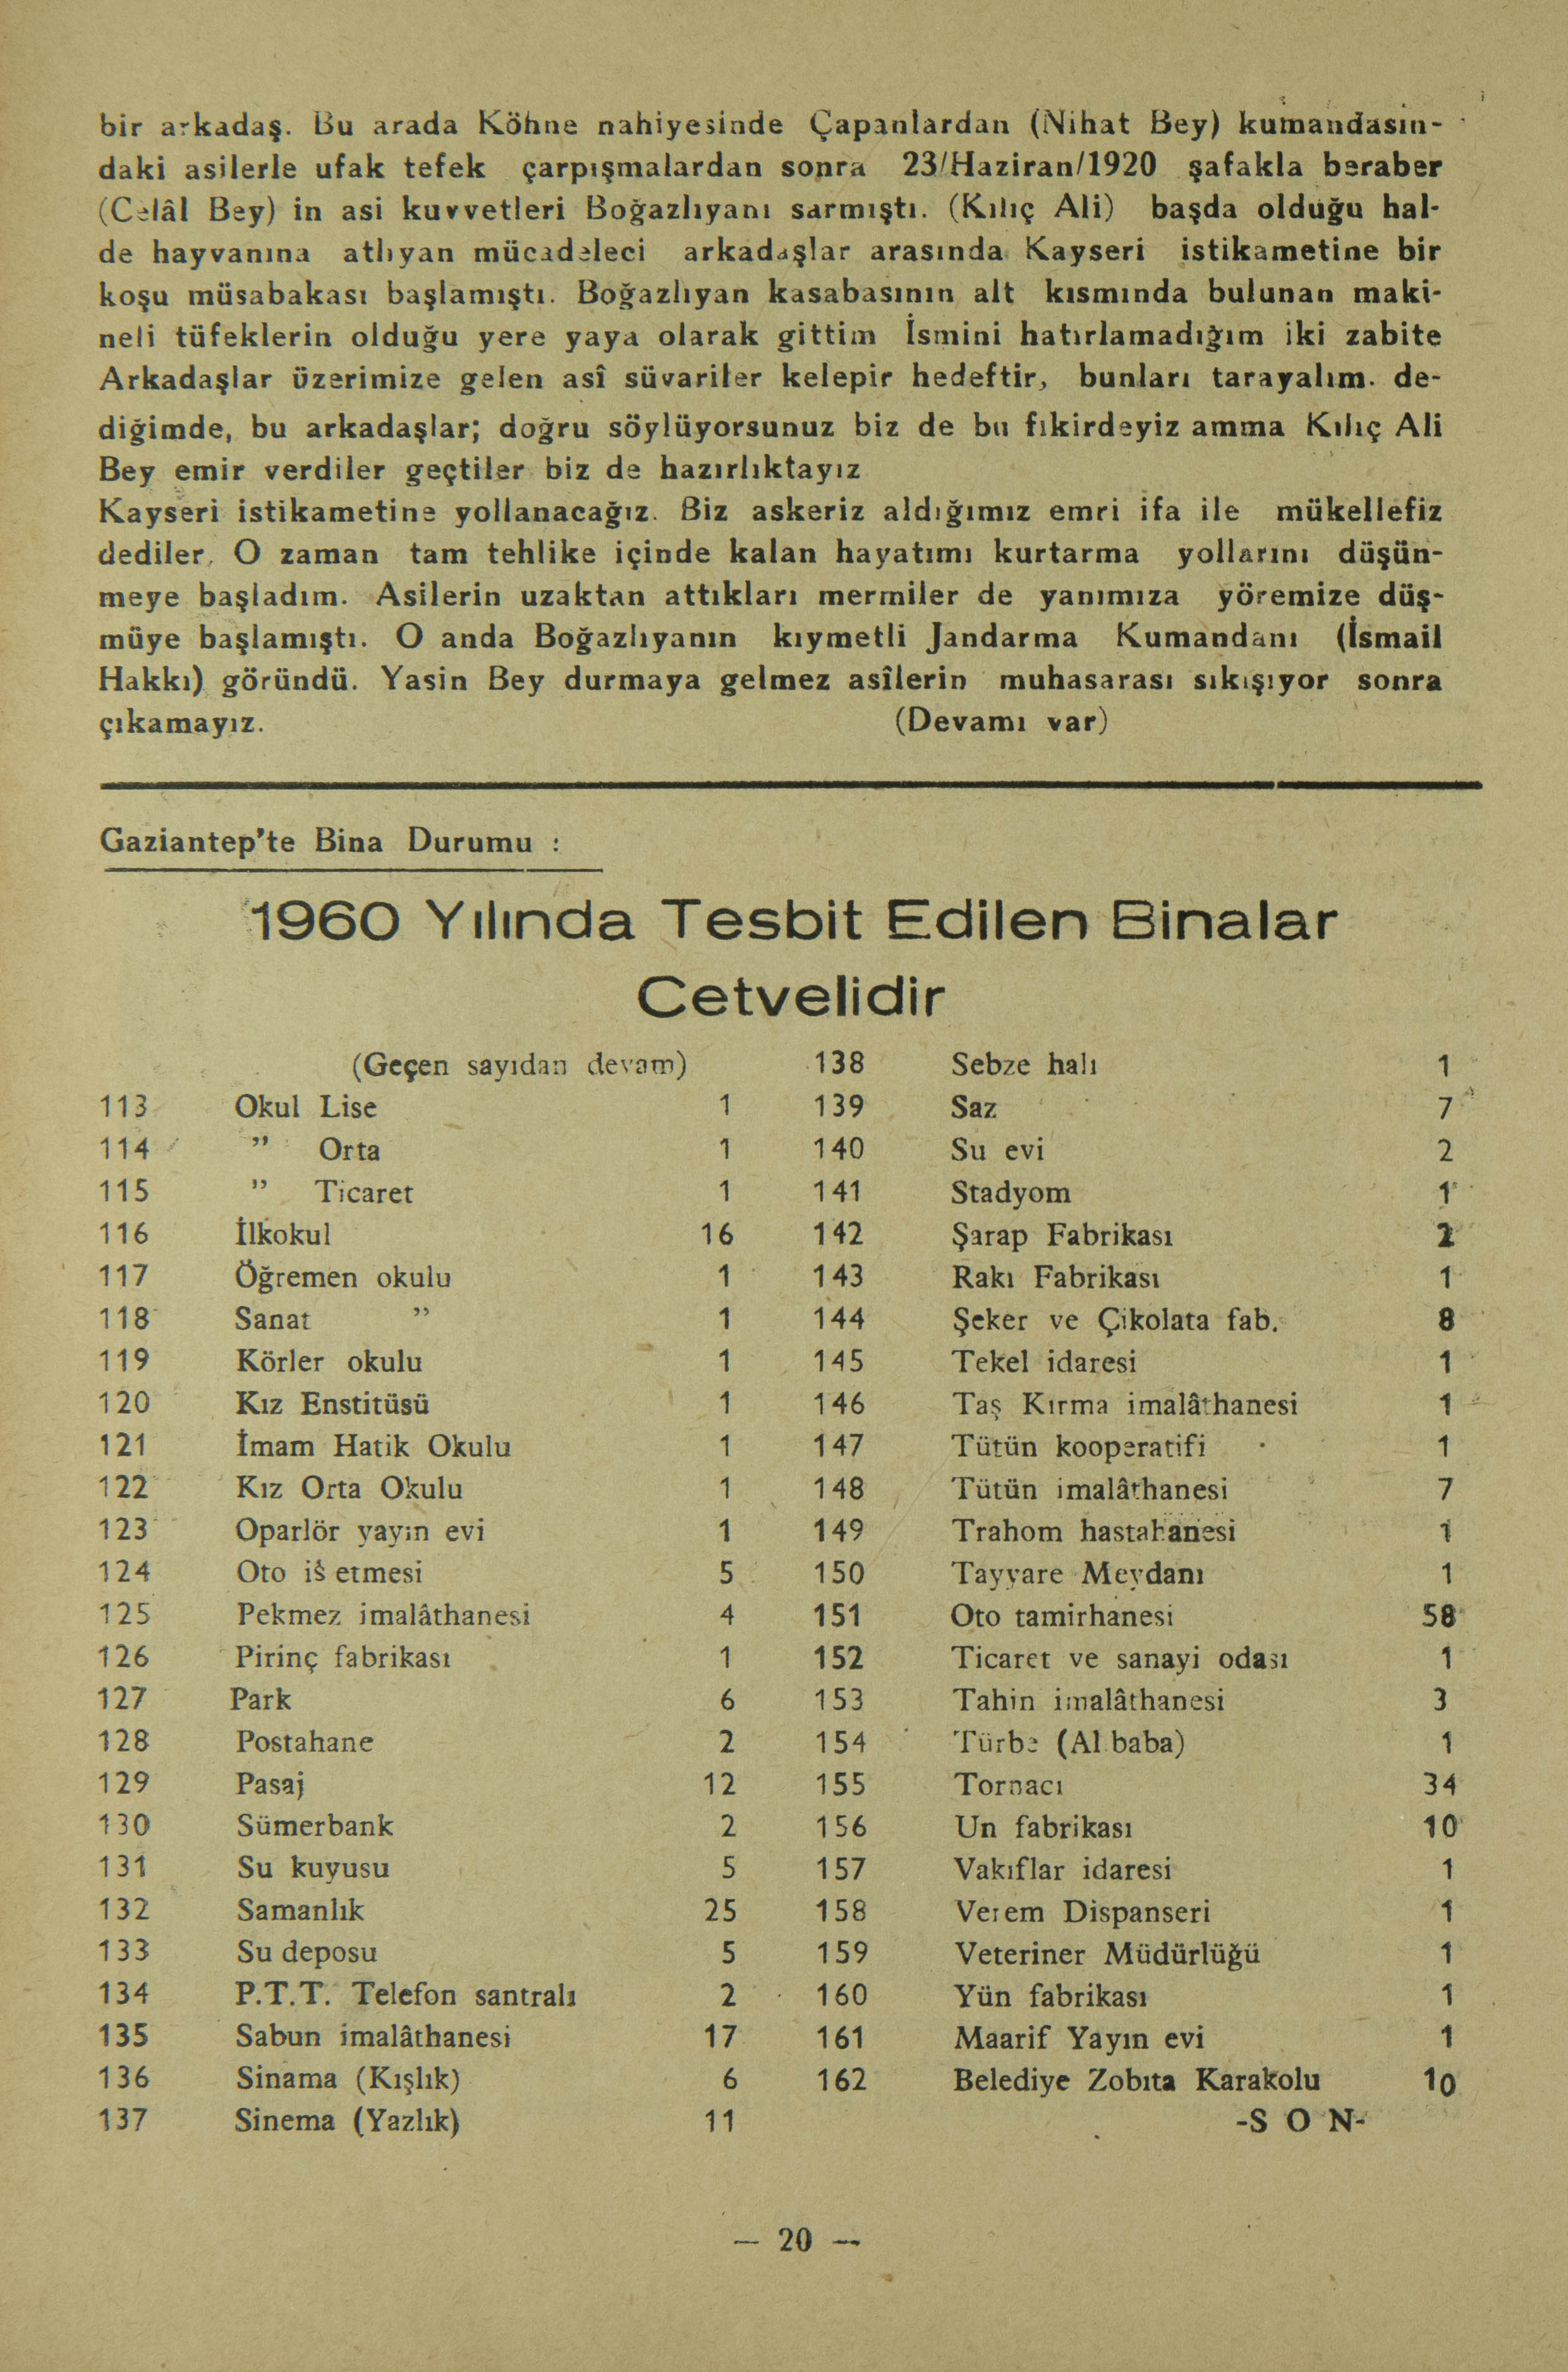 bir arkadaş. Bu arada Köhne nahiyesinde Çapanlardan (Nihat Bey) kumandasın-
daki asilerle ufak tefek çarpışmalardan sonra 23/Haziran/1920 şafakla beraber
(Celâl Bey) in asi kuvvetleri Boğazlıyanı sarmıştı. (Kılıç Ali) başda olduğu hal-
de hayvanına atlıyan mücadeleci arkadaşlar arasında Kayseri istikametine bir
koşu müsabakası başlamıştı. Boğazlıyan kasabasının alt kısmında bulunan maki-
neli tüfeklerin olduğu yere yaya olarak gittim İsmini hatırlamadığım iki zabite
Arkadaşlar üzerimize gelen asî süvariler kelepir hedeftir, bunları tarayalım. de-
diğimde, bu arkadaşlar; doğru söylüyorsunuz biz de bu fıkirdeyiz amma Kılıç Ali
Bey emir verdiler geçtiler biz de hazırlıktayız
Kayseri istikametine yollanacağız. Biz askeriz aldığımız emri ifa ile mükellefiz
dediler. O zaman tam tehlike içinde kalan hayatımı kurtarma yollarını düşün-
meye başladım. Asilerin uzaktan attıkları mermiler de yanımıza yöremize düş-
müye başlamıştı. O anda Boğazlıyanın kıymetli Jandarma Kumandanı (İsmail
Hakkı) göründü. Yasin Bey durmaya gelmez asîlerin muhasarası sıkışıyor sonra
çıkamayız. (Devamı var)
Gaziantep'te Bina Durumu :
1960 Yılında Tesbit Edilen Binalar
Cetvelidir
(Geçen sayıdan devam)
113 Okul Lise 1
114 " Orta 1
115 " Ticaret 1
116 İlkokul 16
117 Öğremen okulu 1
118 Sanat " 1
119 Körler okulu 1
120 Kız Enstitüsü 1
121 İmam Hatik Okulu 1
122 Kız Orta Okulu 1
123 Oparlör yayın evi 1
124 Oto iş etmesi 5
125 Pekmez imalâthanesi 4
126 Pirinç fabrikası 1
127 Park 6
128 Postahane 2
129 Pasaj 12
130 Sümerbank 2
131 Su kuyusu 5
132 Samanlık 25
133 Su deposu 5
134 P.T.T. Telefon santralı 2
135 Sabun imalâthanesi 17
136 Sinama (Kışlık) 6
137 Sinema (Yazlık) 11
138 Sebze halı 1
139 Saz 7
140 Su evi 2
141 Stadyom 1
142 Şarap Fabrikası
143 Rakı Fabrikası 1
144 Şeker ve Çikolata fab. 8
145 Tekel idaresi 1
146 Taş Kırma imalâthanesi 1
147 Tütün kooperatifi 1
148 Tütün imalâthanesi 7
149 Trahom hastahanesi 1
150 Tayyare Meydanı 1
151 Oto tamirhanesi 58
152 Ticaret ve sanayi odası 1
153 Tahin imalâthanesi 3
154 Türbe (Al baba) 1
155 Tornacı 34
156 Un fabrikası 10
157 Vakıflar idaresi 1
158 Verem Dispanseri 1
159 Veteriner Müdürlüğü 1
160 Yün fabrikası 1
161 Maarif Yayın evi 1
162 Belediye Zobıta Karakolu 10
-S O N-
— 20 —